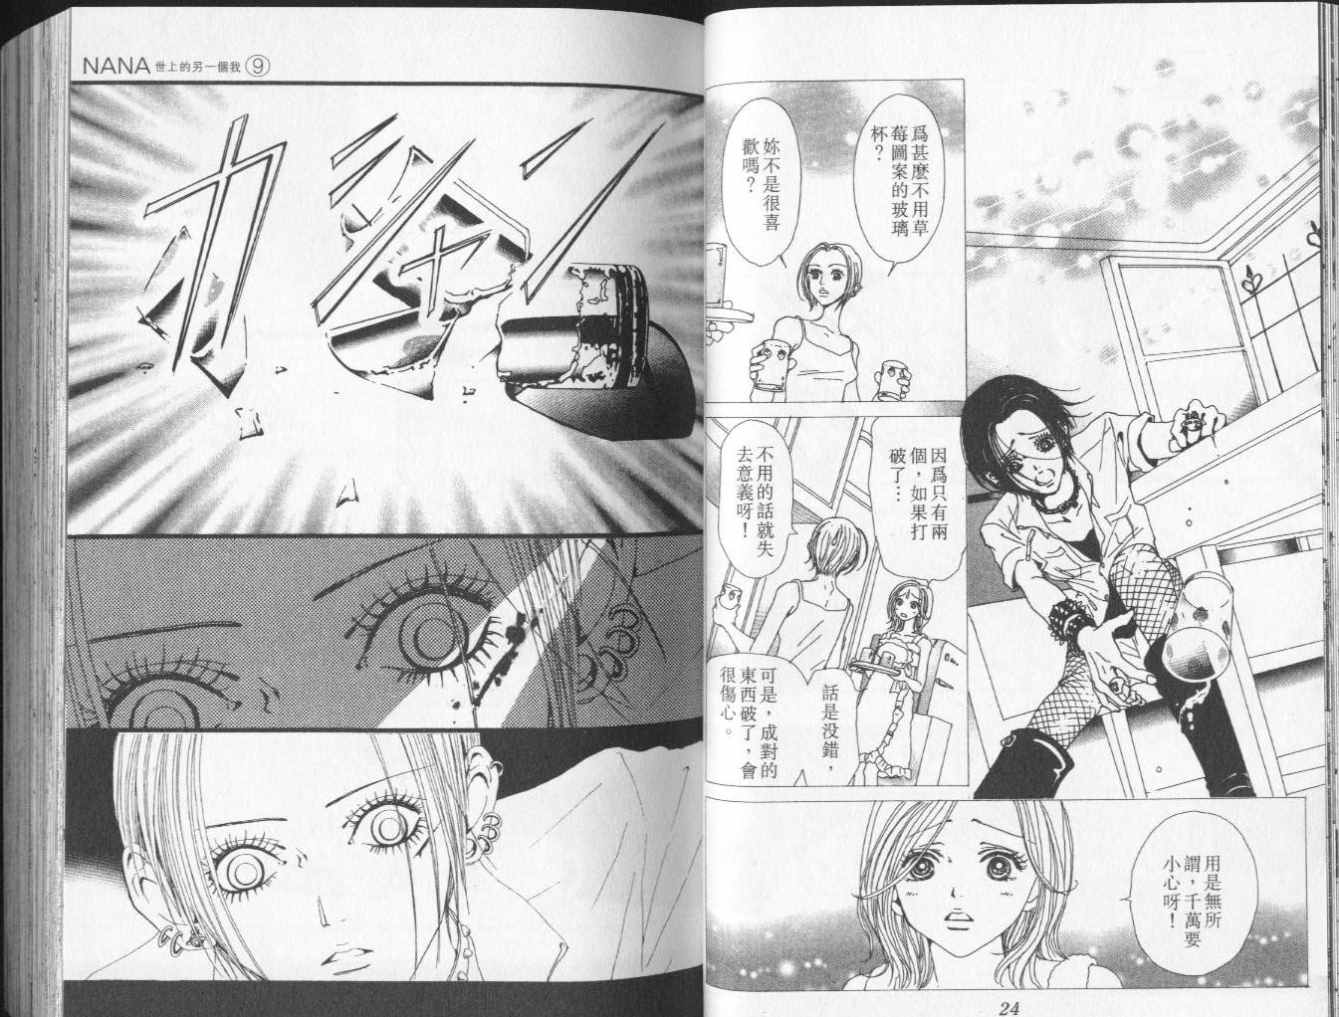 爲甚麼不用草
莓圖案的玻璃
杯？
妳不是很喜
歡嗎？
因爲只有兩
個，如果打
破了…
不用的話就失
去意義呀！
話是没錯，
可是，成對的
東西破了，會
很傷心。
用是無所
謂，千萬要
小心呀！
24
NANA 世上的另一個我 ⑨
ガシャン